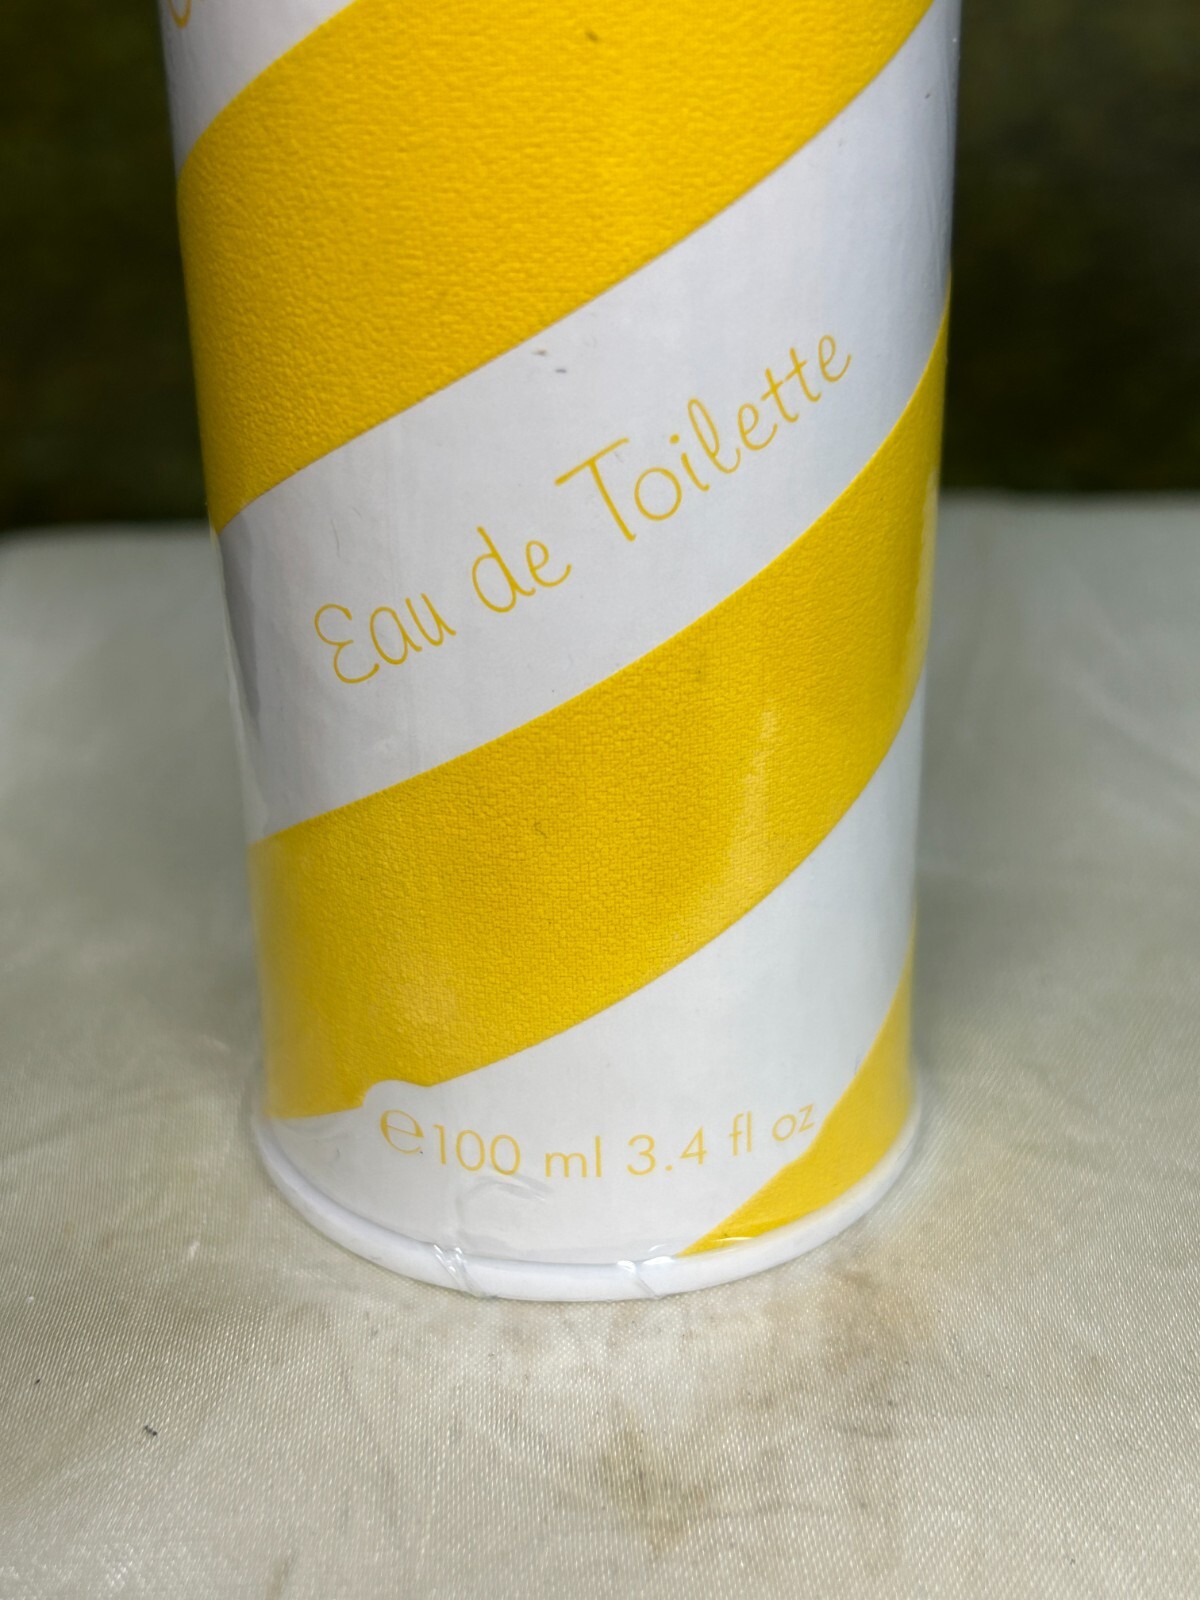 Eau de Toilette
℮100 ml 3.4 fl oz